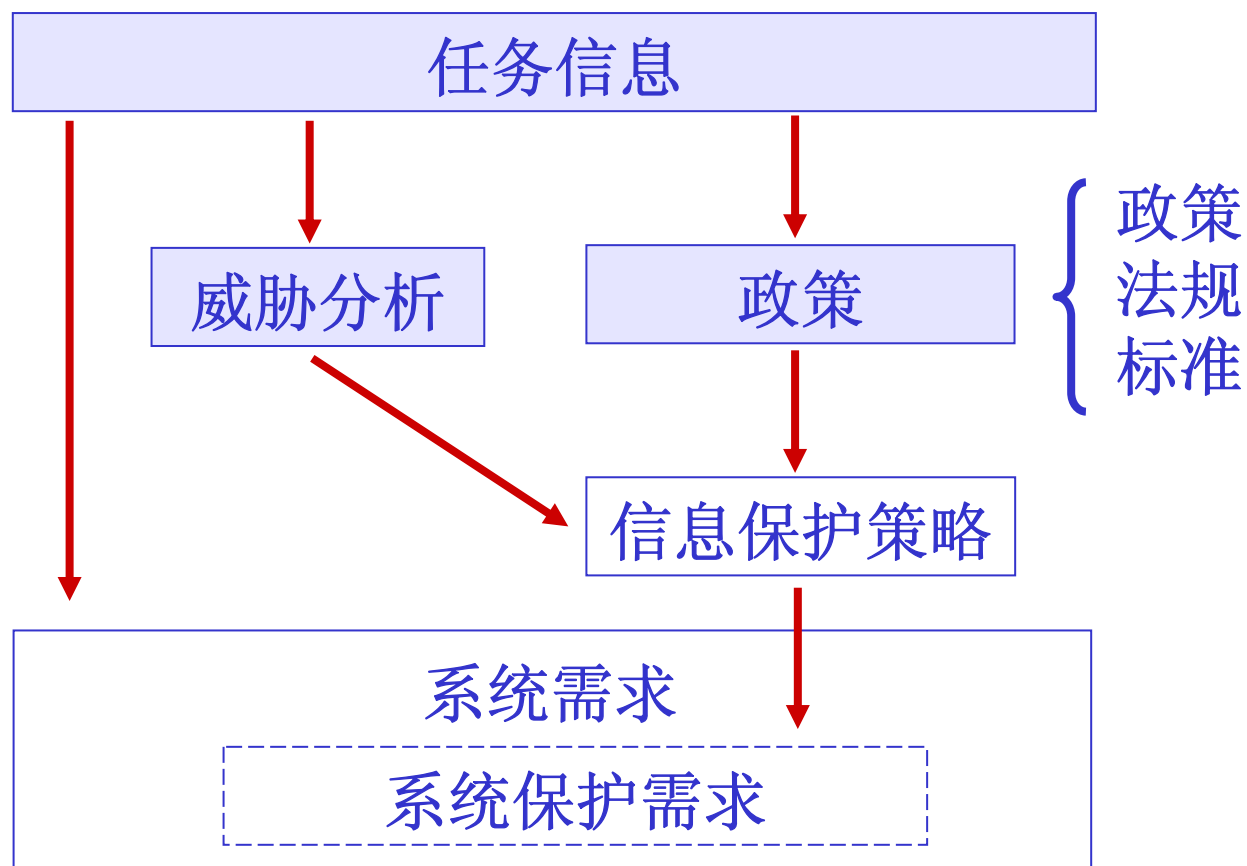 任务信息
威胁分析
政策
政策
法规
标准
信息保护策略
系统需求
系统保护需求